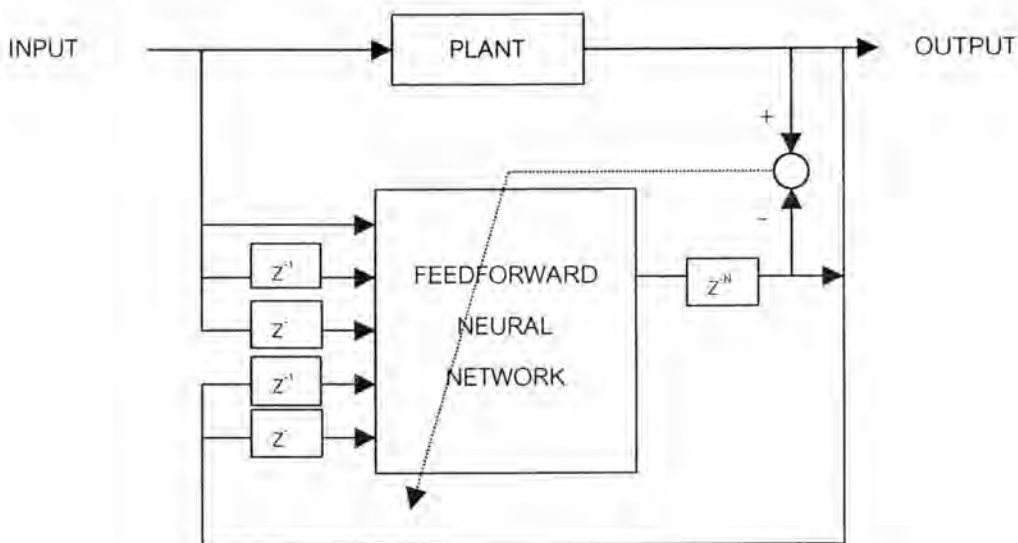 INPUT
PLANT
OUTPUT
+
-
FEEDFORWARD
NEURAL
NETWORK
Z⁻¹
Z⁻
Z⁻¹
Z⁻
Z⁻ᴺ